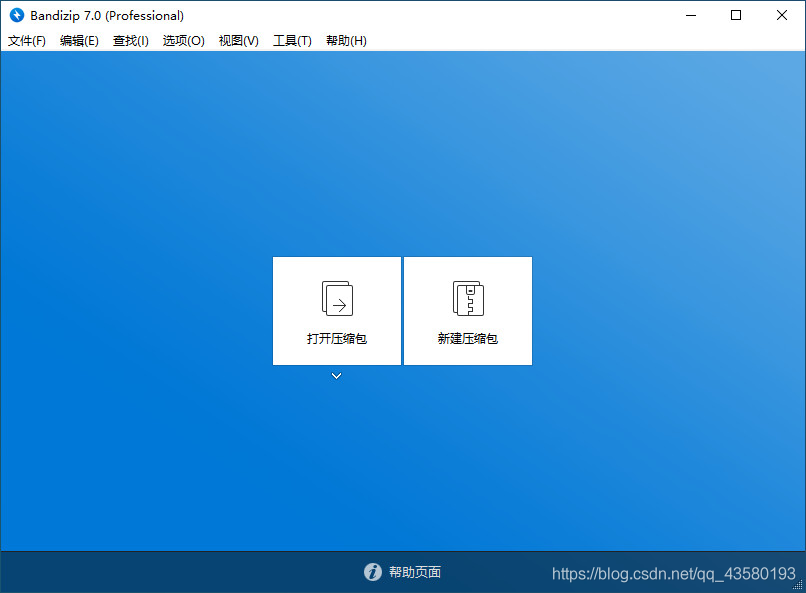 Bandizip 7.0 (Professional)
文件(F) 编辑(E) 查找(I) 选项(O) 视图(V) 工具(T) 帮助(H)
打开压缩包 新建压缩包
帮助页面
https://blog.csdn.net/qq_43580193